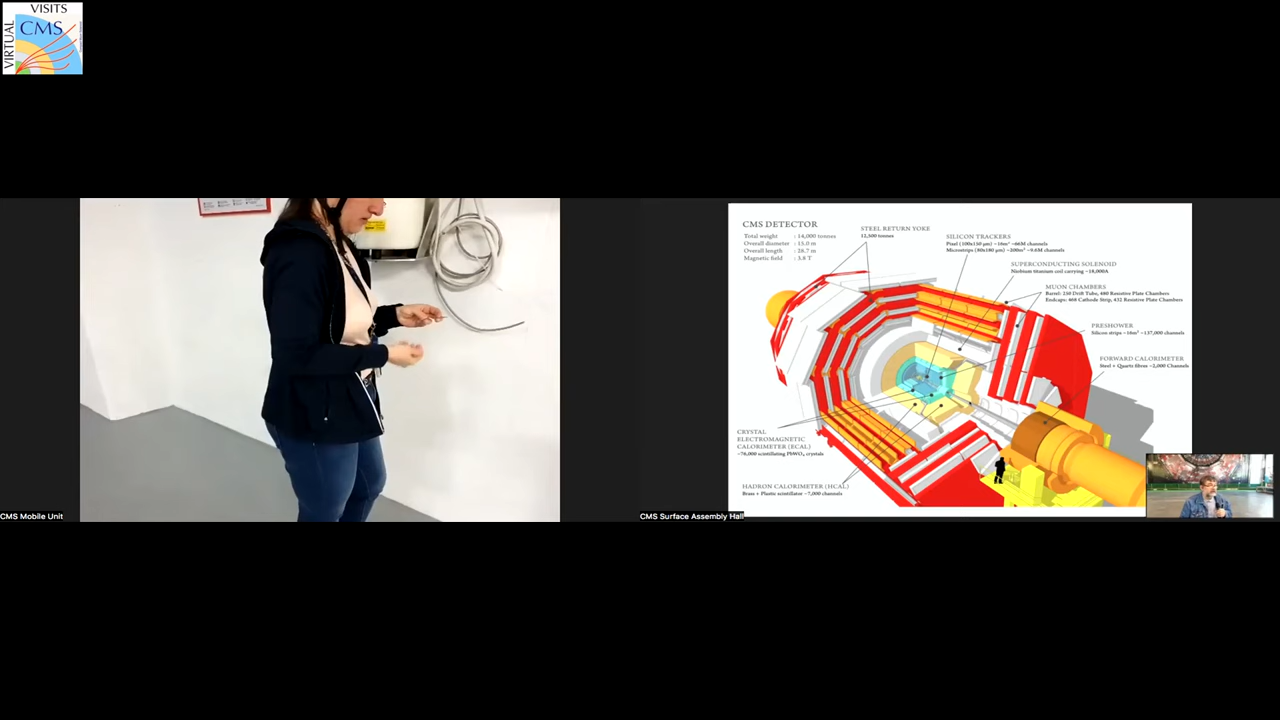 VISITS
CMS
VIRTUAL
CMS Mobile Unit
CMS DETECTOR
Total weight : 14,000 tonnes
Overall diameter : 15.0 m
Overall length : 28.7 m
Magnetic field : 3.8 T
STEEL RETURN YOKE
12,500 tonnes
SILICON TRACKERS
Pixel (100x150 μm) ~16m² ~66M channels
Microstrips (80x180 μm) ~200m² ~9.6M channels
SUPERCONDUCTING SOLENOID
Niobium titanium coil carrying ~18,000A
MUON CHAMBERS
Barrel: 250 Drift Tube, 480 Resistive Plate Chambers
Endcaps: 468 Cathode Strip, 432 Resistive Plate Chambers
PRESHOWER
Silicon strips ~16m² ~137,000 channels
FORWARD CALORIMETER
Steel + Quartz fibres ~2,000 Channels
CRYSTAL
ELECTROMAGNETIC
CALORIMETER (ECAL)
~76,000 scintillating PbWO₄ crystals
HADRON CALORIMETER (HCAL)
Brass + Plastic scintillator ~7,000 channels
CMS Surface Assembly Hall